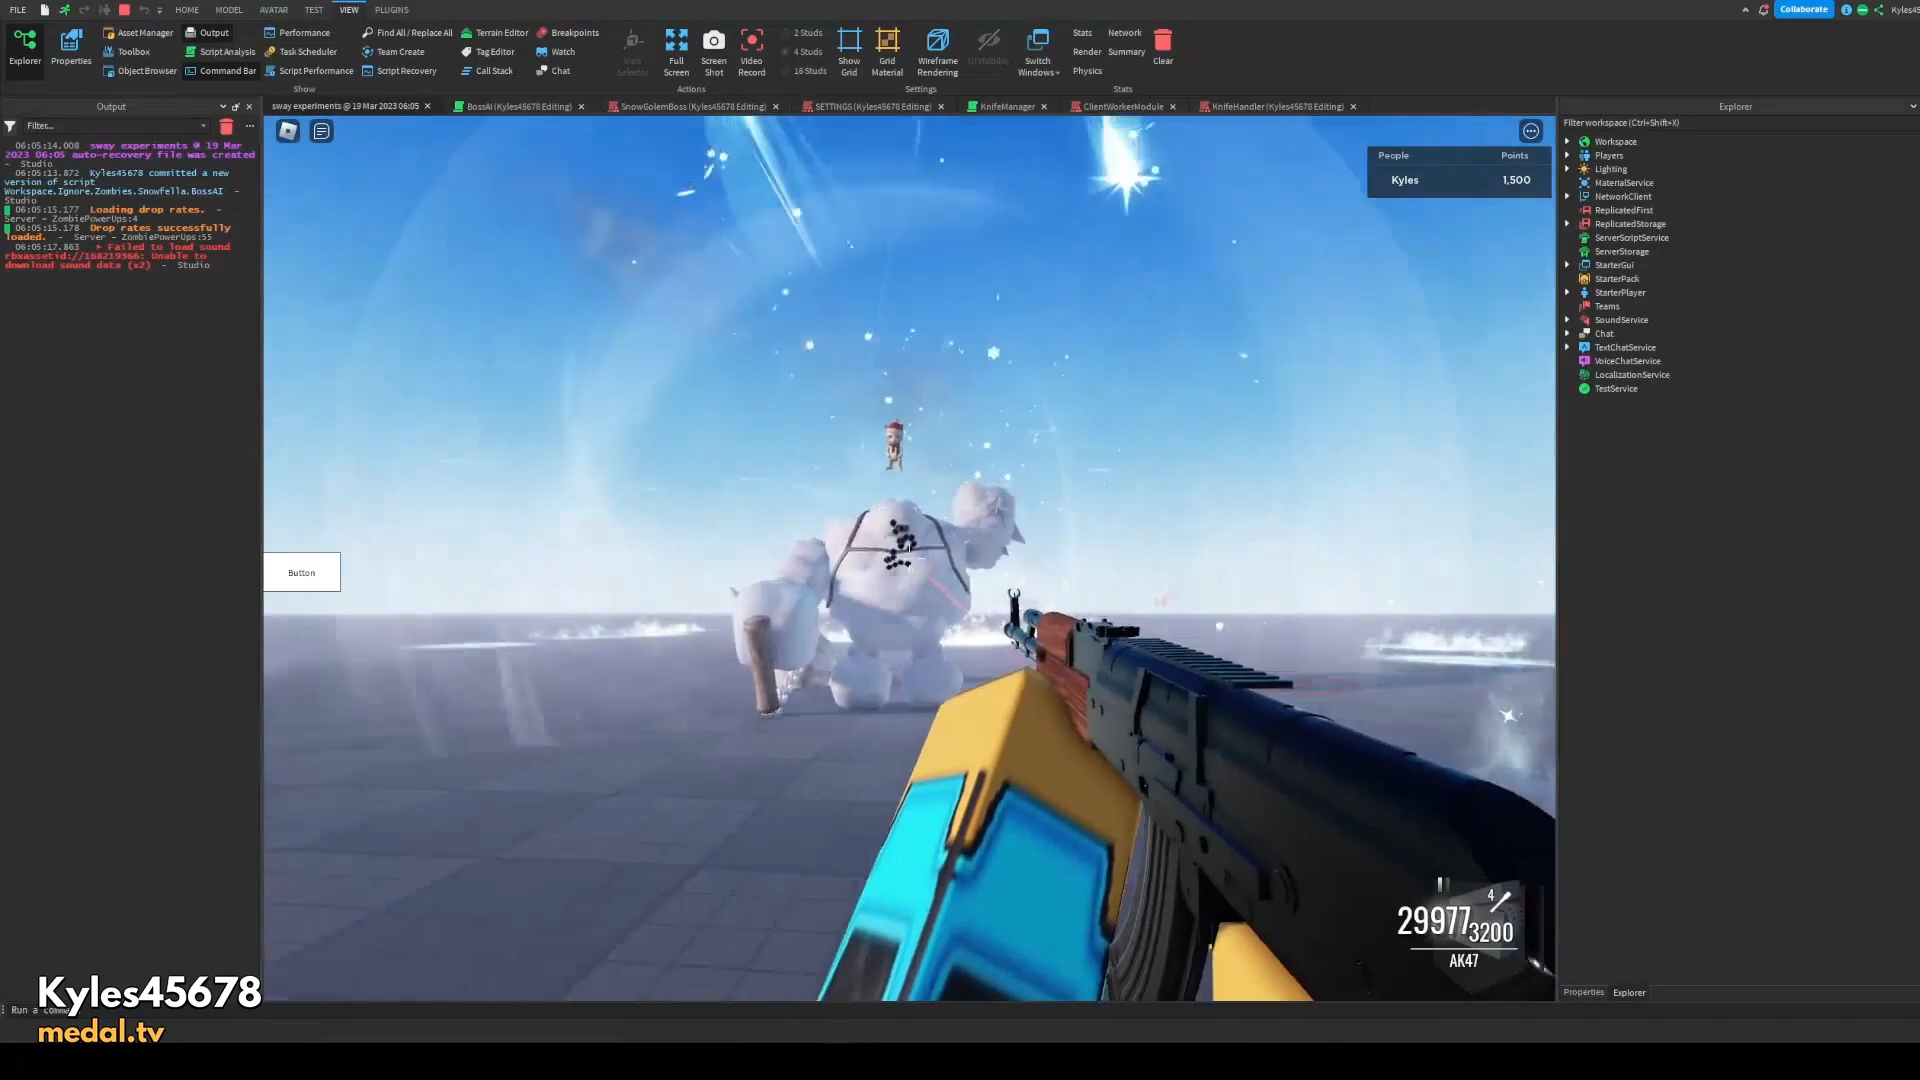 FILE HOME MODEL AVATAR TEST VIEW PLUGINS Collaborate Kyles45
Explorer Properties Asset Manager Toolbox Object Browser Output Script Analysis Command Bar Performance Task Scheduler Script Performance Find All / Replace All Team Create Script Recovery Terrain Editor Tag Editor Call Stack Breakpoints Watch Chat
View Selector Full Screen Screen Shot Video Record 2 Studs 4 Studs 16 Studs Show Grid Grid Material Wireframe Rendering UI Visibility Switch Windows Stats Render Physics Network Summary Clear
Show Actions Settings Stats
Output sway experiments @ 19 Mar 2023 06:05 BossAI (Kyles45678 Editing) SnowGolemBoss (Kyles45678 Editing) SETTINGS (Kyles45678 Editing) KnifeManager ClientWorkerModule KnifeHandler (Kyles45678 Editing) Explorer
Filter...
06:05:14.008 sway experiments @ 19 Mar
2023 06:05 auto-recovery file was created
- Studio
06:05:13.872 Kyles45678 committed a new
version of script
Workspace.Ignore.Zombies.Snowfella.BossAI -
Studio
06:05:15.177 Loading drop rates. -
Server - ZombiePowerUps:4
06:05:15.178 Drop rates successfully
loaded. - Server - ZombiePowerUps:55
06:05:17.863 Failed to load sound
rbxassetid://168219366: Unable to
download sound data (x2) - Studio
People Points
Kyles 1,500
Button
4
29977 3200
AK47
Filter workspace (Ctrl+Shift+X)
Workspace
Players
Lighting
MaterialService
NetworkClient
ReplicatedFirst
ReplicatedStorage
ServerScriptService
ServerStorage
StarterGui
StarterPack
StarterPlayer
Teams
SoundService
Chat
TextChatService
VoiceChatService
LocalizationService
TestService
Properties Explorer
Kyles45678
Run a
medal.tv